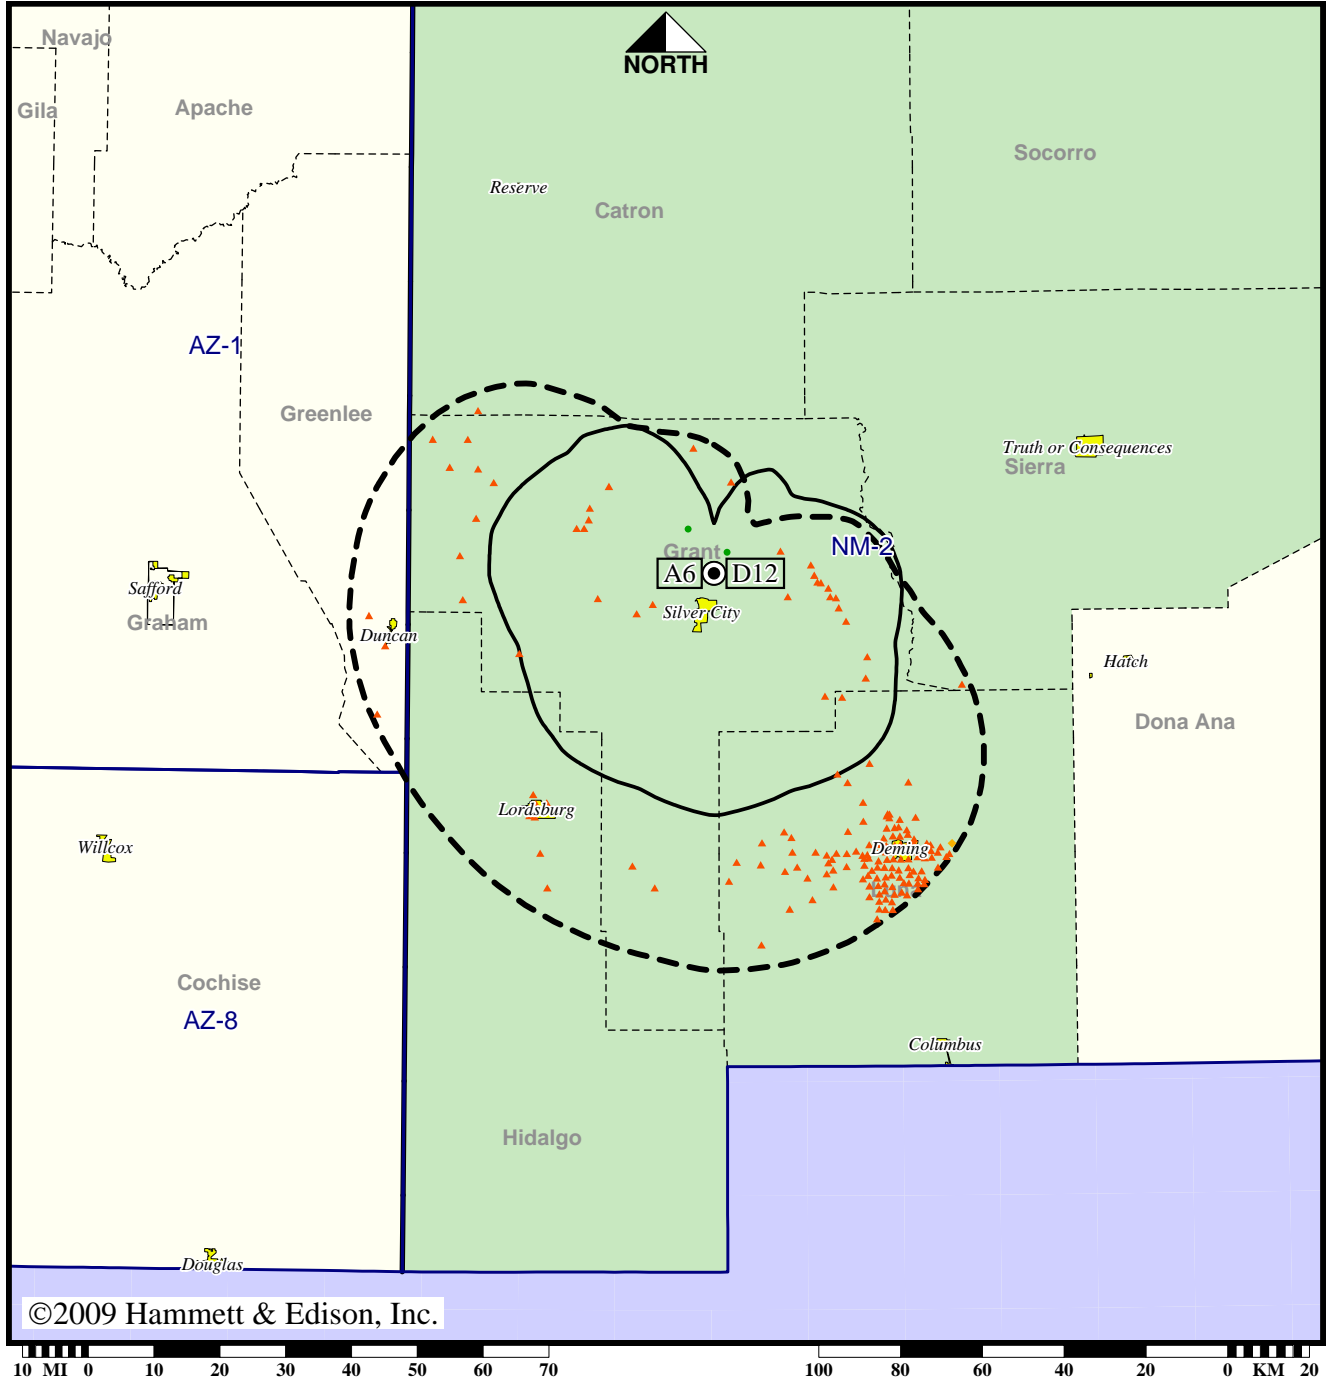 Navajo
NORTH
Gila
Apache
Socorro
Reserve
Catron
AZ-1
Greenlee
Truth or Consequences
Sierra
NM-2
Grant
A6
D12
Safford
Silver City
Graham
Duncan
Hatch
Dona Ana
Lordsburg
Willcox
Deming
Cochise
AZ-8
Columbus
Hidalgo
Douglas
©2009 Hammett & Edison, Inc.
10 MI 0 10 20 30 40 50 60 70 100 80 60 40 20 0 KM 20